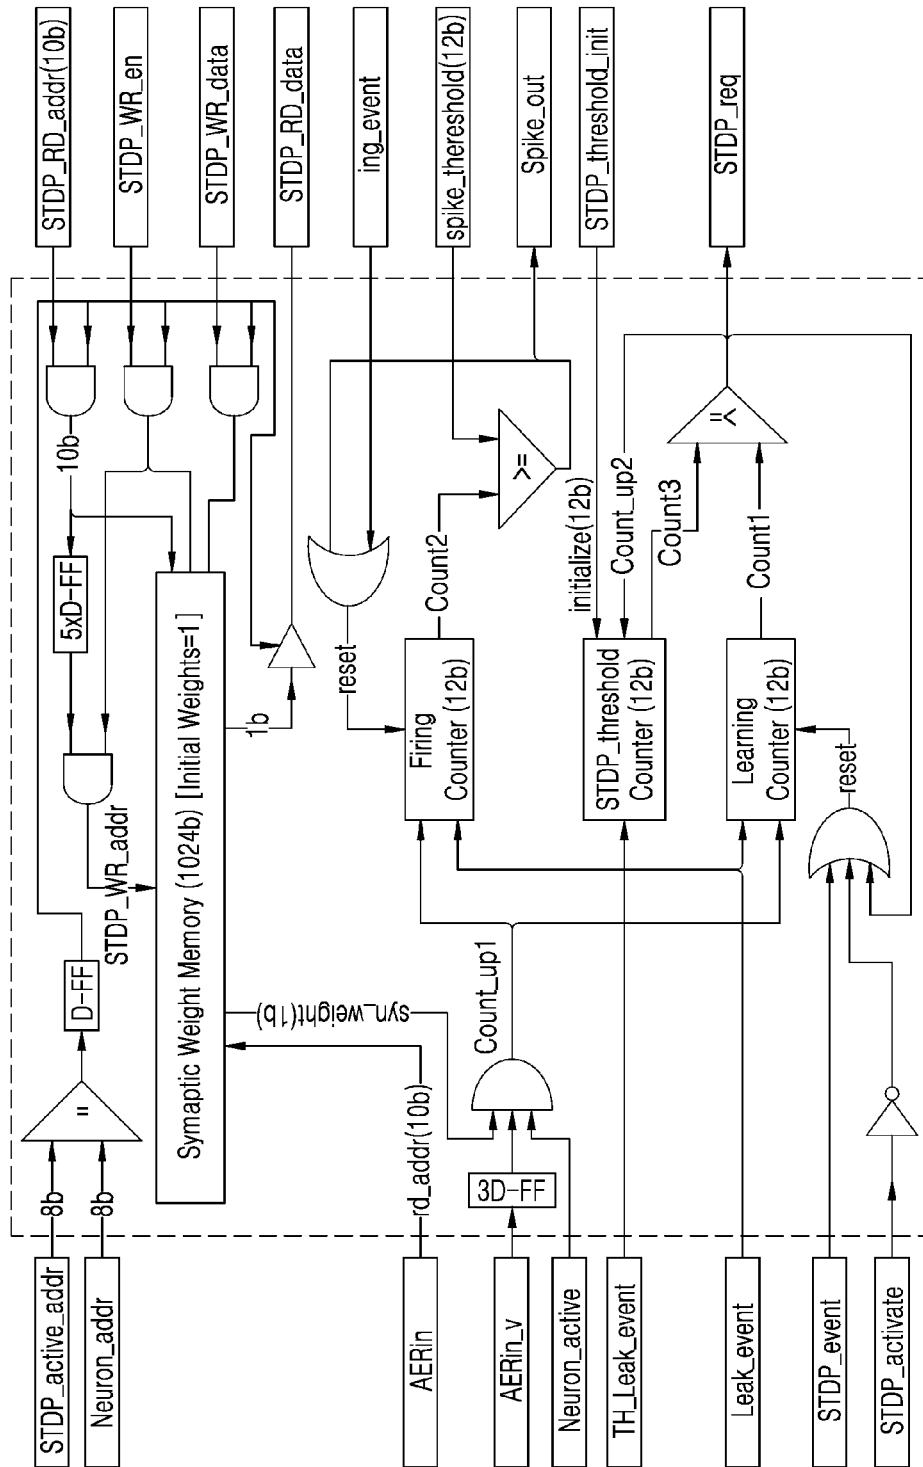 STDP_active_addr
Neuron_addr
AERin
AERin_v
Neuron_active
TH_Leak_event
Leak_event
STDP_event
STDP_activate
8b
8b
=
D-FF
STDP_WR_addr
5xD-FF
10b
Symaptic Weight Memory (1024b) [Initial Weights=1]
1b
syn_weight(1b)
rd_addr(10b)
3D-FF
Count_up1
reset
Firing
Counter (12b)
Count2
>=
initialize(12b)
Count_up2
STDP_threshold
Counter (12b)
Count3
Learning
Counter (12b)
Count1
reset
STDP_RD_addr(10b)
STDP_WR_en
STDP_WR_data
STDP_RD_data
ing_event
spike_thereshold(12b)
Spike_out
STDP_threshold_init
STDP_req